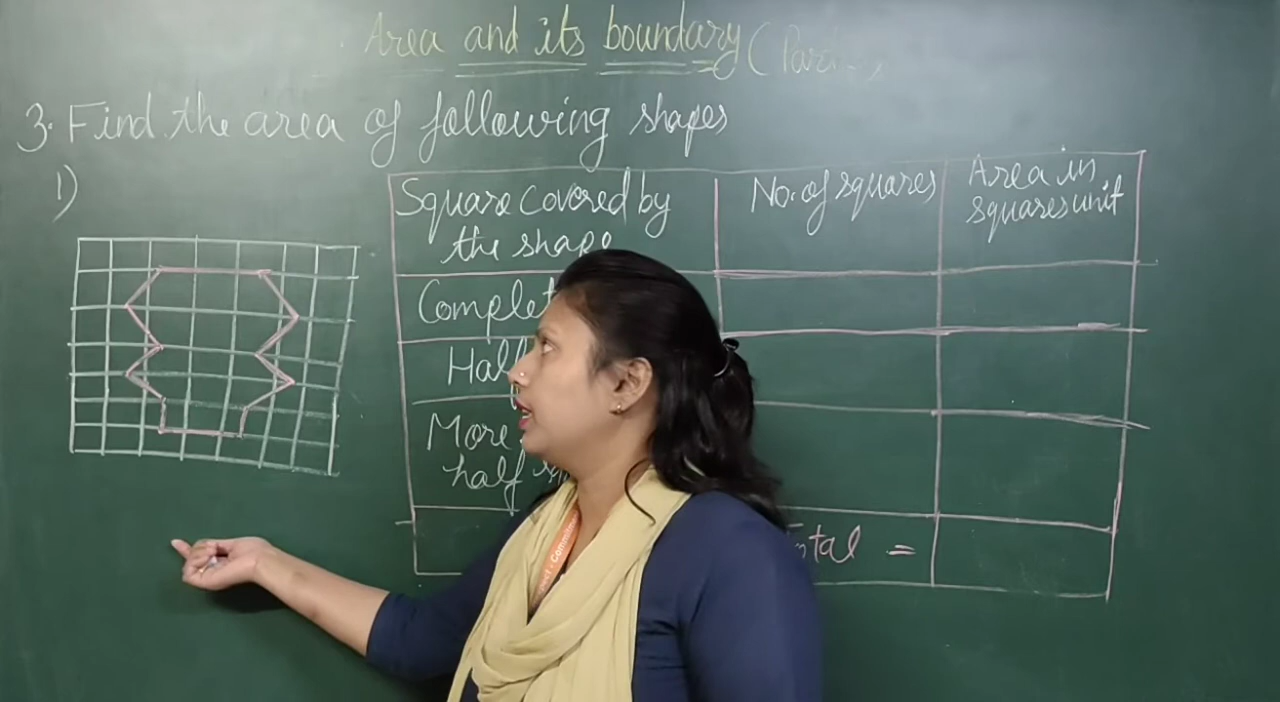 Area and its boundary (Part
3. Find the area of following shapes
1)
Square covered by
the shape
No. of squares
Area in
squares unit
Complet
Half
More
half
Total =